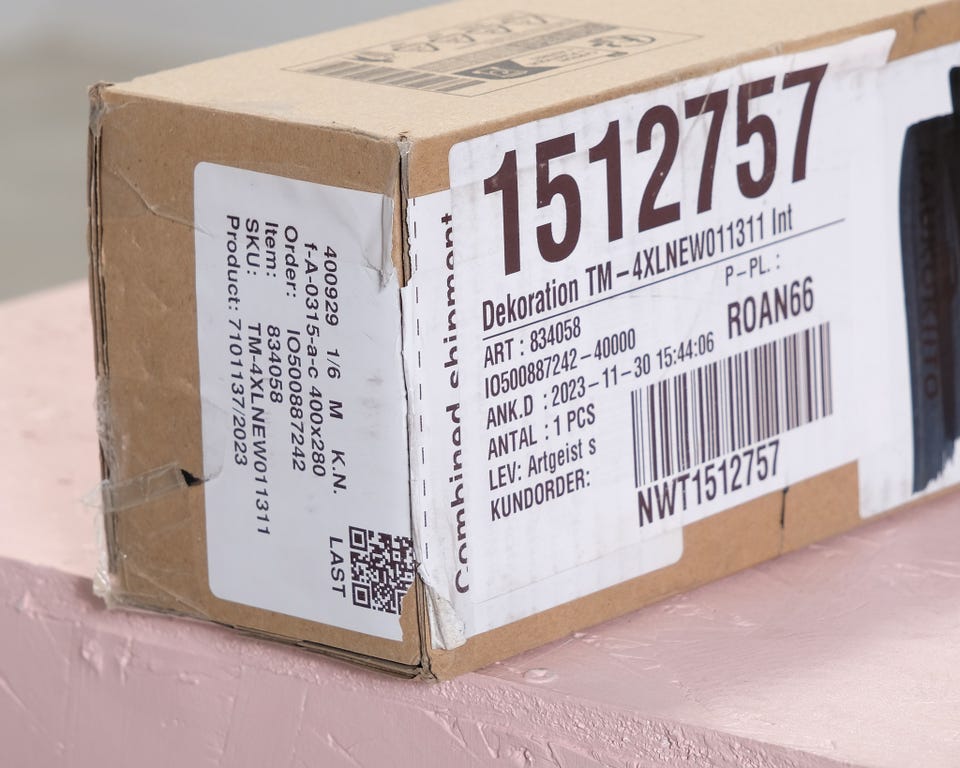 400929 1/6 M K.N.
f-A-0315-a-c 400x280
Order: IO500887242
Item: 834058
SKU: TM-4XLNEW011311
Product: 7101137/2023
LAST
Combined shipment
1512757
Dekoration TM-4XLNEW011311 Int
P-PL. :
ART : 834058
IO500887242-40000
ROAN66
ANK.D : 2023-11-30 15:44:06
ANTAL : 1 PCS
LEV: Artgeist s
KUNDORDER:
NWT1512757